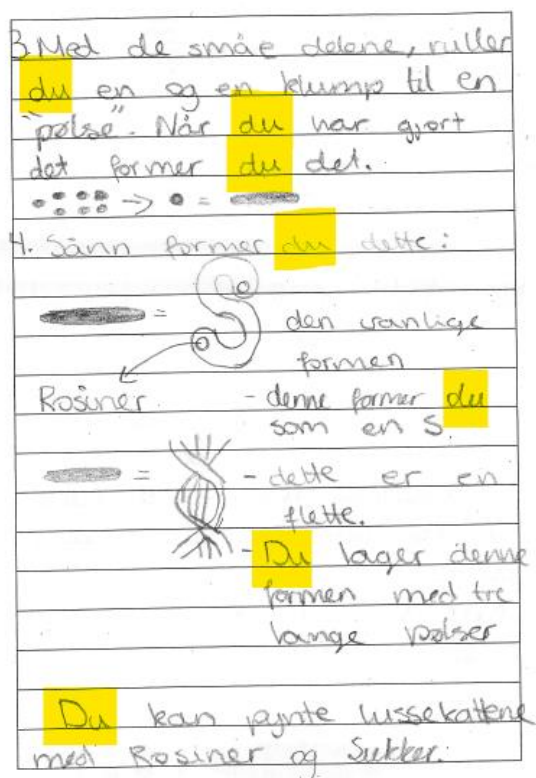 3. Med de småe delene, ruller
du en og en klump til en
"pølse". Når du har gjort
det former du det.
4. Sånn former du dette:
den vanlige
formen
Rosiner - denne former du
som en S
- dette er en
flette.
- Du lager denne
formen med tre
lange pølser
Du kan pynte lussekattene
med Rosiner og Sukker.